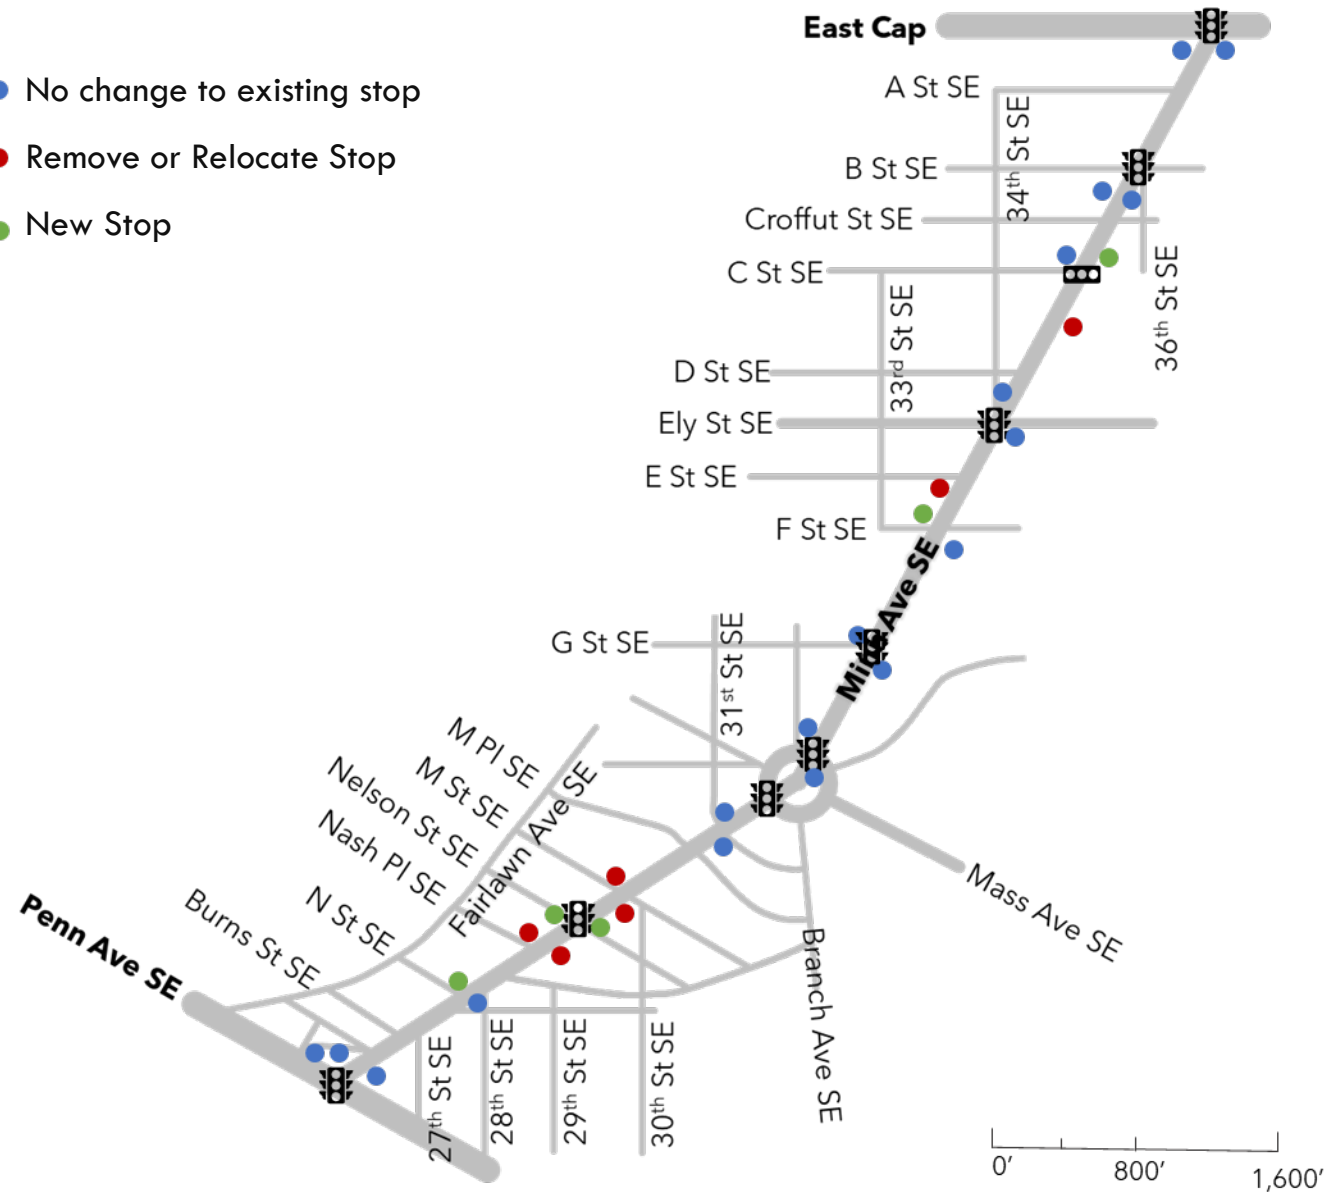 East Cap
No change to existing stop
A St SE
34th St SE
Remove or Relocate Stop
B St SE
Croffut St SE
New Stop
C St SE
36th St SE
33rd St SE
D St SE
Ely St SE
E St SE
F St SE
Ave SE
G St SE
31st St SE
M Pl SE
M St SE
Nelson St SE
Nash Pl SE
Fairlawn Ave SE
N St SE
Burns St SE
Penn Ave SE
Mass Ave SE
Branch Ave SE
27th St SE
28th St SE
29th St SE
30th St SE
0’
800’
1,600’